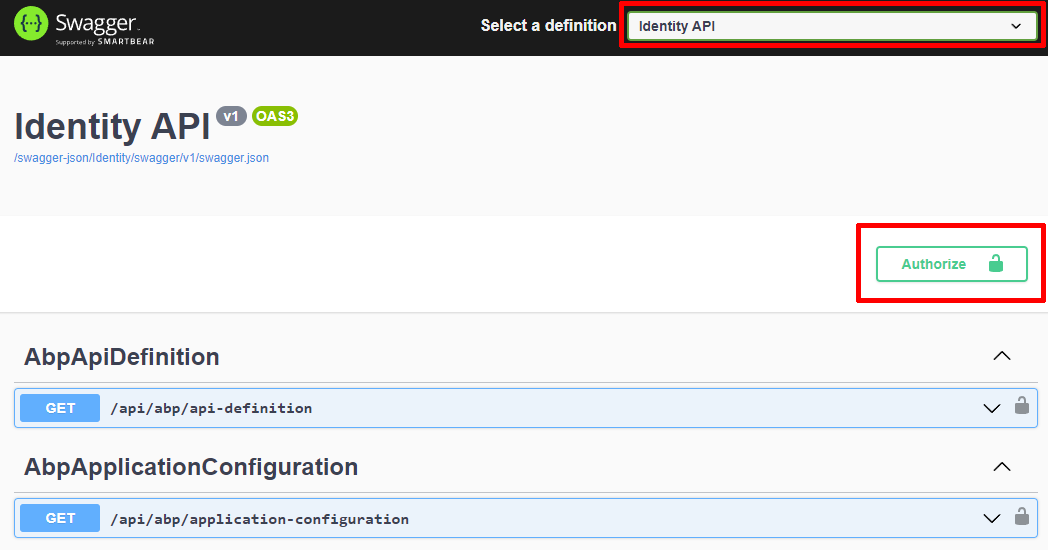 Swagger
Supported by SMARTBEAR
Select a definition
Identity API
Identity API v1 OAS3
/swagger-json/Identity/swagger/v1/swagger.json
Authorize
AbpApiDefinition
GET /api/abp/api-definition
AbpApplicationConfiguration
GET /api/abp/application-configuration